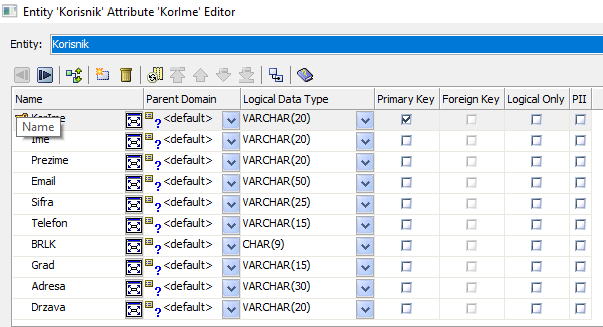 Entity 'Korisnik' Attribute 'KorIme' Editor
Entity: Korisnik
Name Parent Domain Logical Data Type Primary Key Foreign Key Logical Only PII
KorIme <default> VARCHAR(20)
Name
Ime <default> VARCHAR(20)
Prezime <default> VARCHAR(20)
Email <default> VARCHAR(50)
Sifra <default> VARCHAR(25)
Telefon <default> VARCHAR(15)
BRLK <default> CHAR(9)
Grad <default> VARCHAR(15)
Adresa <default> VARCHAR(30)
Drzava <default> VARCHAR(20)